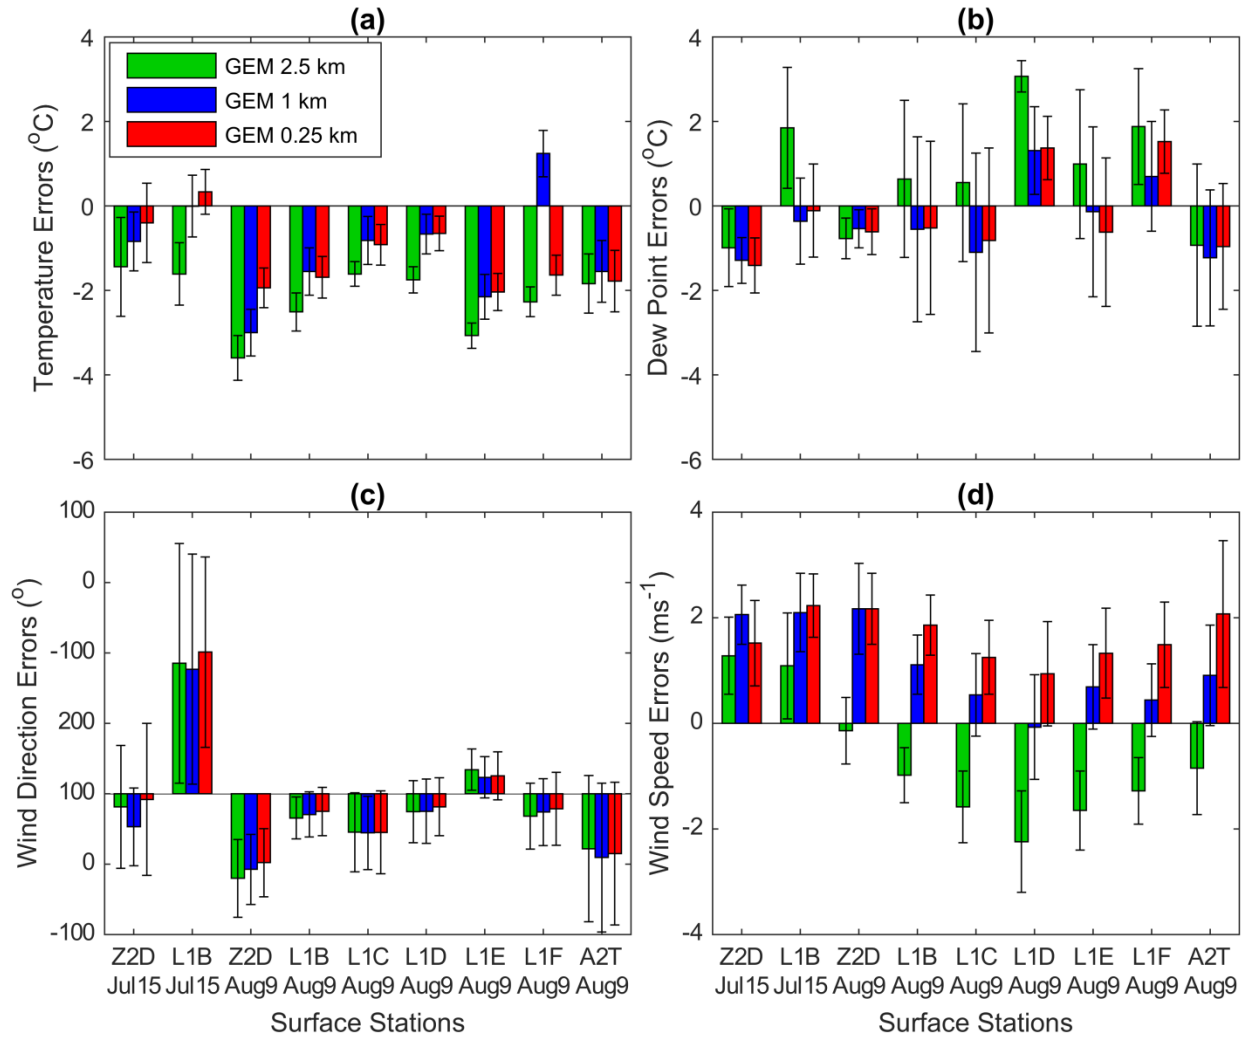 (a)
Temperature Errors (°C)
4
2
0
-2
-4
-6
GEM 2.5 km
GEM 1 km
GEM 0.25 km
(b)
Dew Point Errors (°C)
4
2
0
-2
-4
-6
(c)
Wind Direction Errors (°)
100
0
-100
200
100
0
-100
Z2D L1B Z2D L1B L1C L1D L1E L1F A2T
Jul15 Jul15 Aug9 Aug9 Aug9 Aug9 Aug9 Aug9 Aug9
Surface Stations
(d)
Wind Speed Errors (ms⁻¹)
4
2
0
-2
-4
Z2D L1B Z2D L1B L1C L1D L1E L1F A2T
Jul15 Jul15 Aug9 Aug9 Aug9 Aug9 Aug9 Aug9 Aug9
Surface Stations